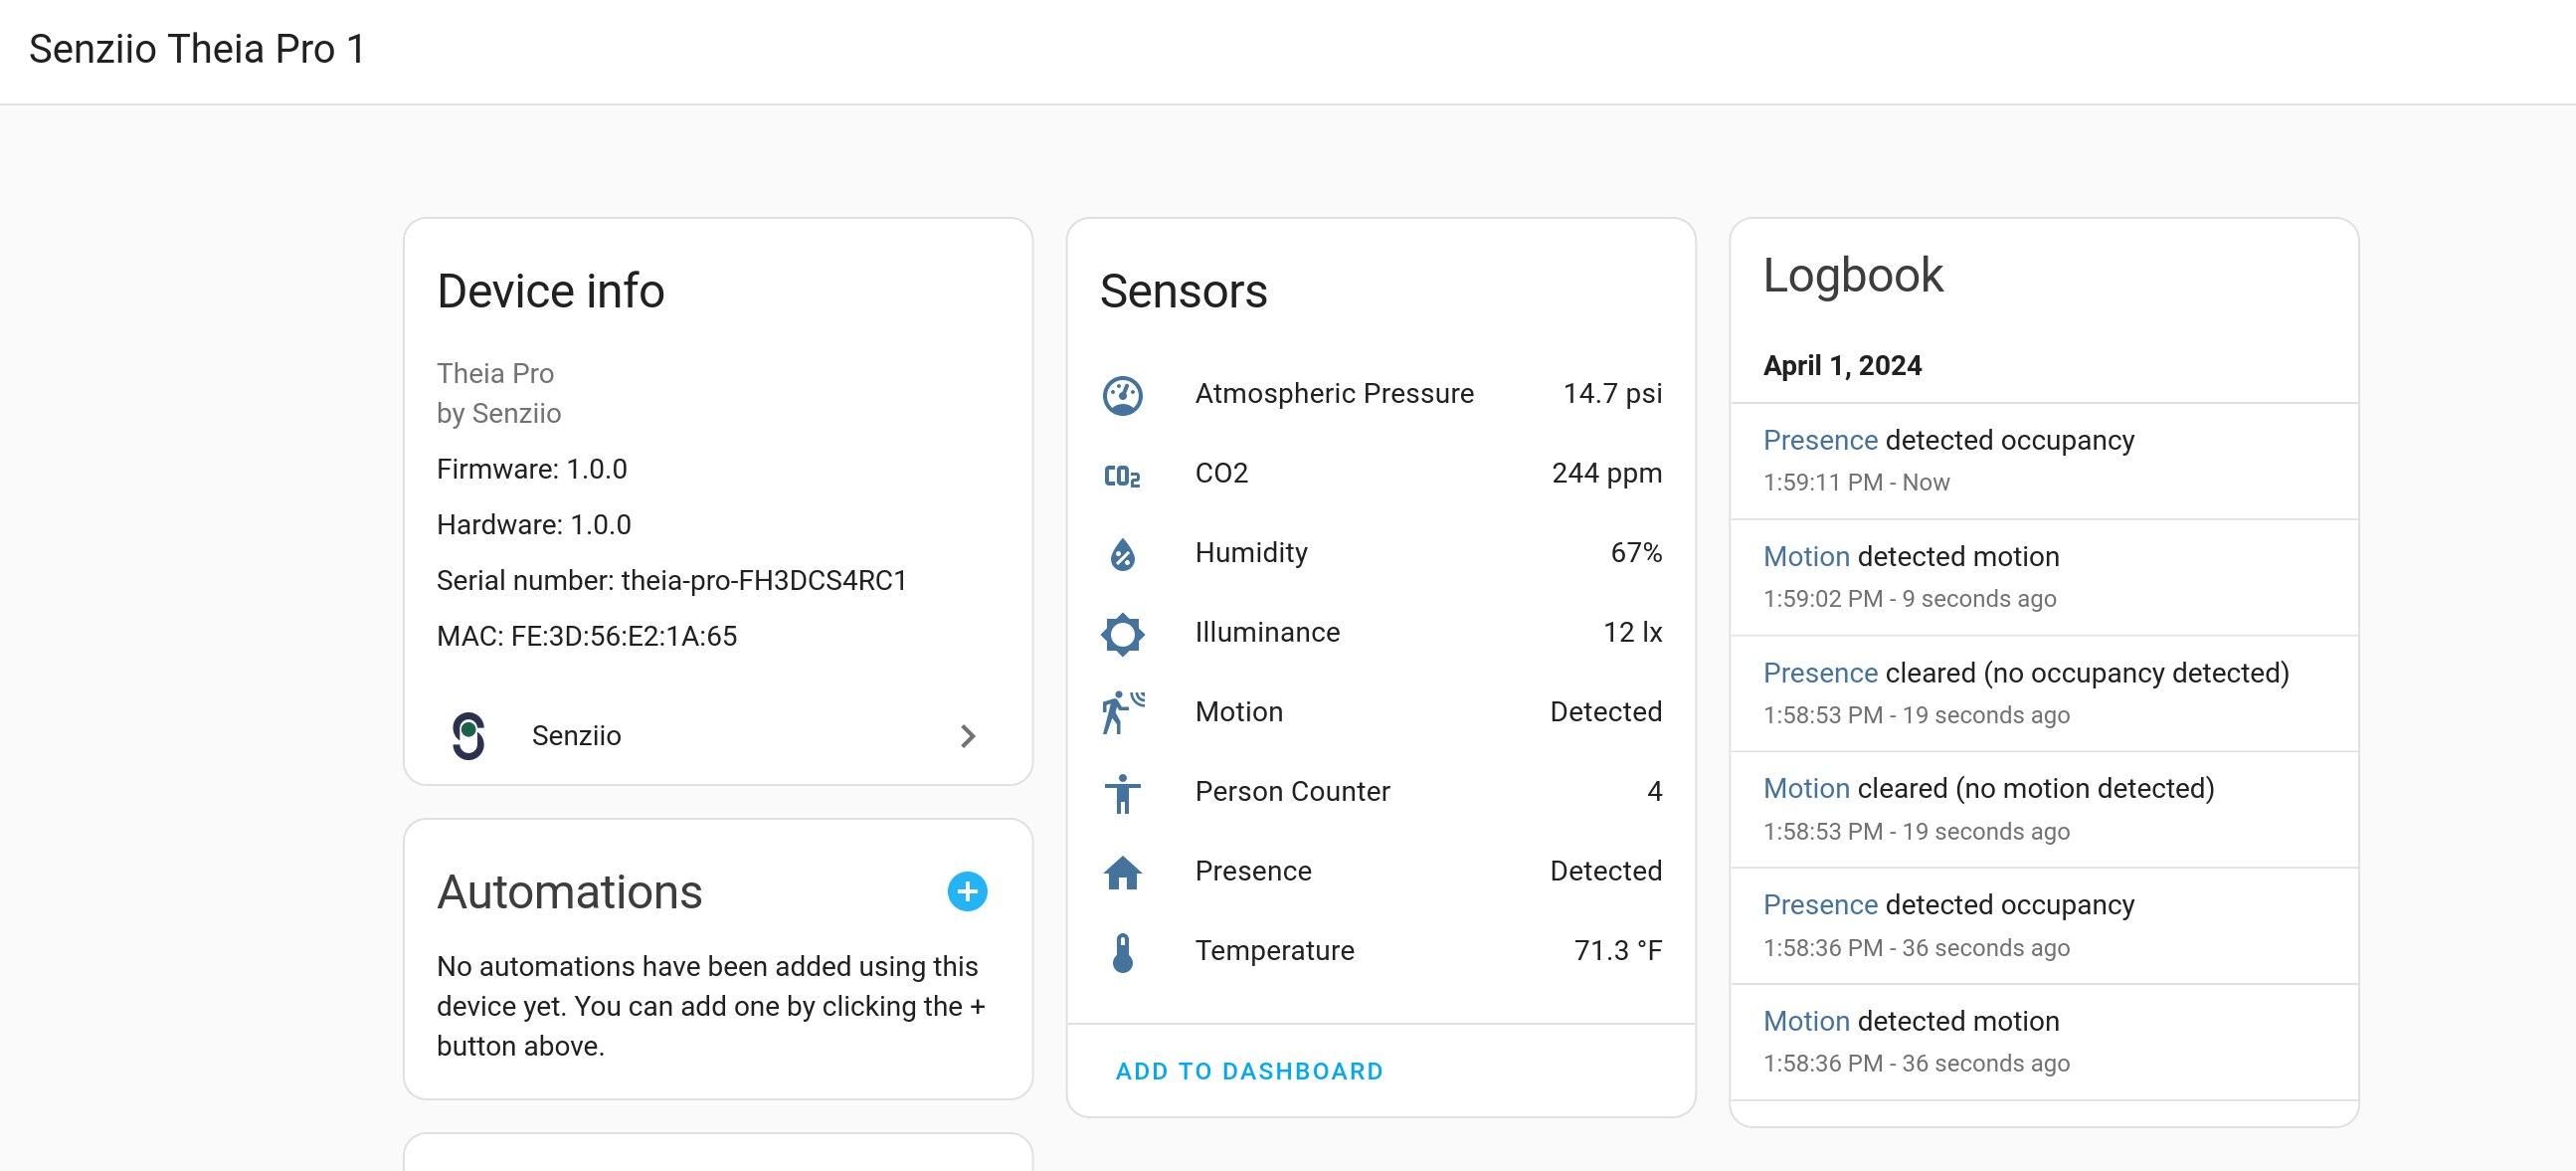 Senziio Theia Pro 1
Device info
Theia Pro
by Senziio
Firmware: 1.0.0
Hardware: 1.0.0
Serial number: theia-pro-FH3DCS4RC1
MAC: FE:3D:56:E2:1A:65
Senziio
Automations
No automations have been added using this
device yet. You can add one by clicking the +
button above.
Sensors
Atmospheric Pressure 14.7 psi
CO2 CO2 244 ppm
Humidity 67%
Illuminance 12 lx
Motion Detected
Person Counter 4
Presence Detected
Temperature 71.3 °F
ADD TO DASHBOARD
Logbook
April 1, 2024
Presence detected occupancy
1:59:11 PM - Now
Motion detected motion
1:59:02 PM - 9 seconds ago
Presence cleared (no occupancy detected)
1:58:53 PM - 19 seconds ago
Motion cleared (no motion detected)
1:58:53 PM - 19 seconds ago
Presence detected occupancy
1:58:36 PM - 36 seconds ago
Motion detected motion
1:58:36 PM - 36 seconds ago